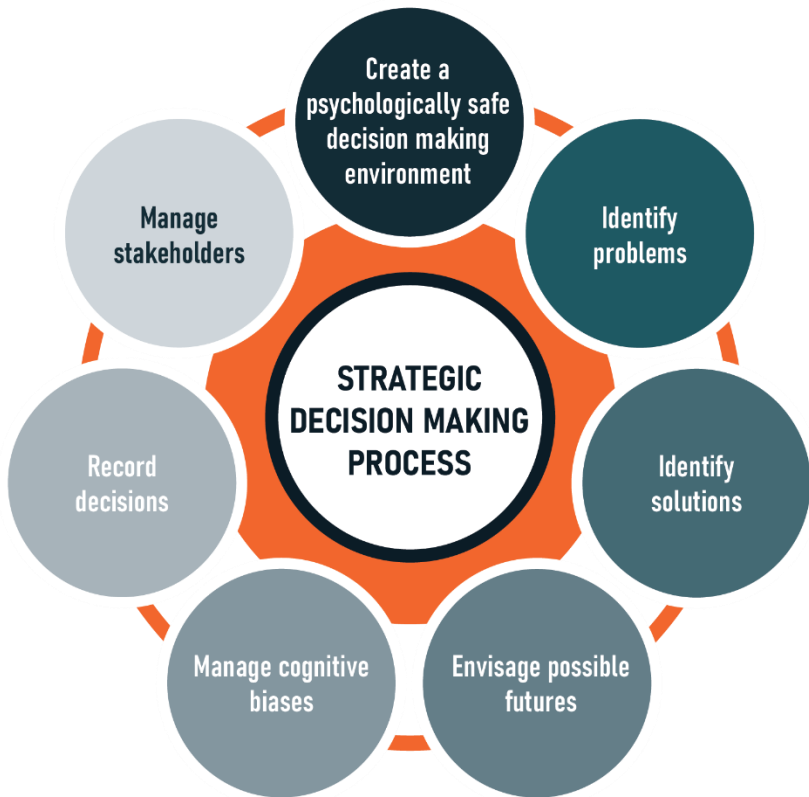 Create a
psychologically safe
decision making
environment
Identify
problems
Identify
solutions
Envisage possible
futures
Manage cognitive
biases
Record
decisions
Manage
stakeholders
STRATEGIC
DECISION MAKING
PROCESS